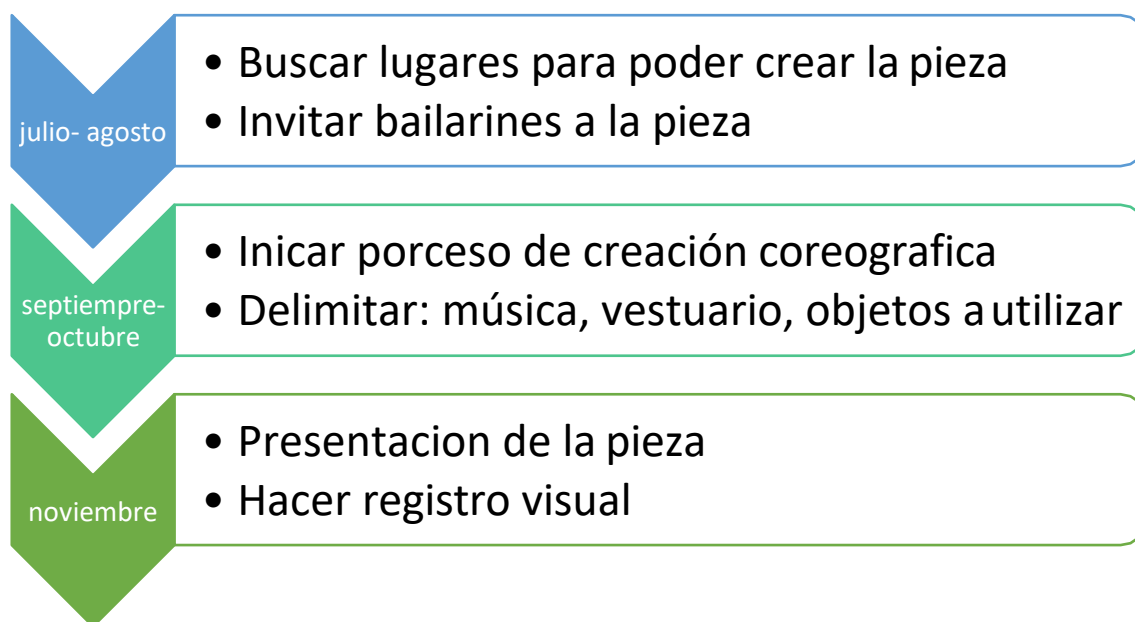 julio- agosto
• Buscar lugares para poder crear la pieza
• Invitar bailarines a la pieza
septiempre-
octubre
• Inicar porceso de creación coreografica
• Delimitar: música, vestuario, objetos a utilizar
noviembre
• Presentacion de la pieza
• Hacer registro visual